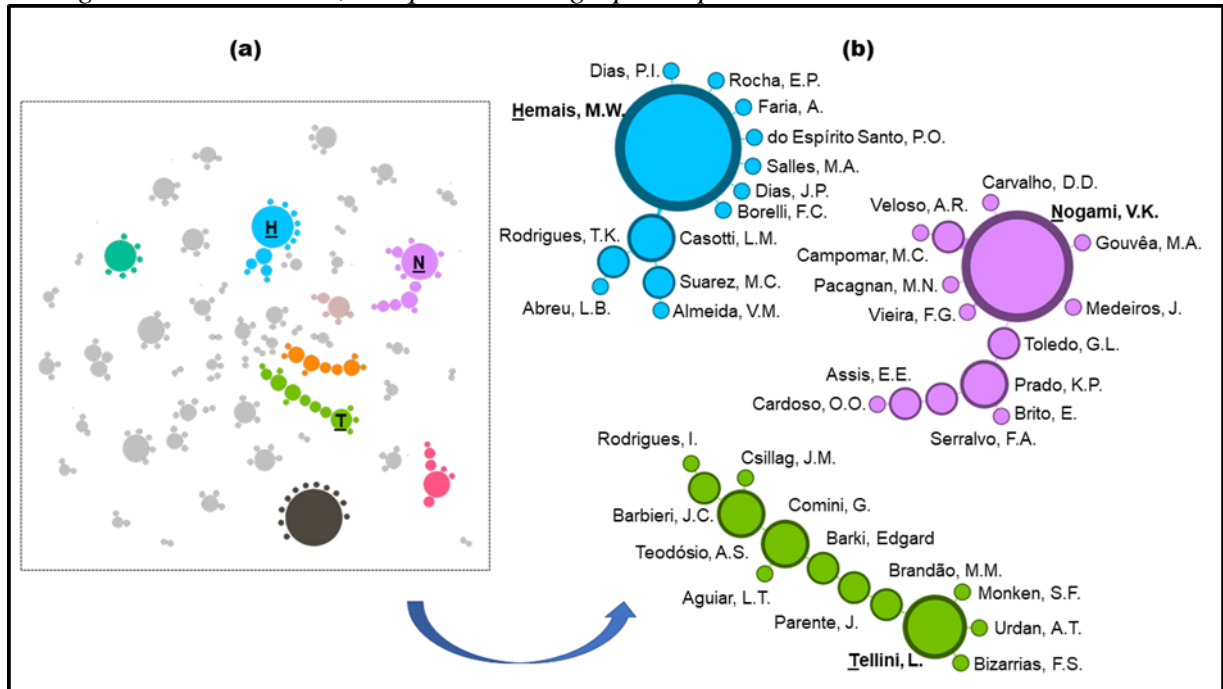 (a)
H
N
T
(b)
Dias, P.I.
Rocha, E.P.
Hemais, M.W.
Faria, A.
do Espírito Santo, P.O.
Salles, M.A.
Dias, J.P.
Borelli, F.C.
Rodrigues, T.K.
Casotti, L.M.
Suarez, M.C.
Abreu, L.B.
Almeida, V.M.
Carvalho, D.D.
Veloso, A.R.
Nogami, V.K.
Gouvêa, M.A.
Campomar, M.C.
Pacagnan, M.N.
Vieira, F.G.
Medeiros, J.
Toledo, G.L.
Assis, E.E.
Prado, K.P.
Cardoso, O.O.
Brito, E.
Serralvo, F.A.
Rodrigues, I.
Csillag, J.M.
Comini, G.
Barbieri, J.C.
Barki, Edgard
Teodósio, A.S.
Brandão, M.M.
Monken, S.F.
Aguiar, L.T.
Parente, J.
Urdan, A.T.
Tellini, L.
Bizarrias, F.S.